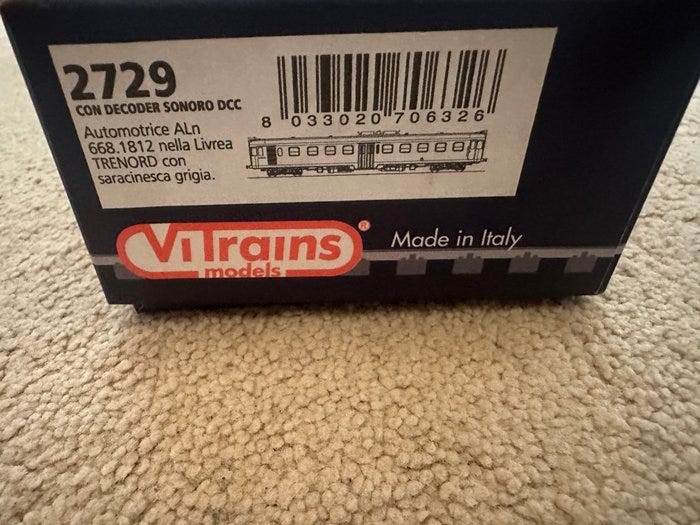 2729
CON DECODER SONORO DCC
Automotrice ALn
668.1812 nella Livrea
TRENORD con
saracinesca grigia.
8 033020 706326
ViTrains®
models
Made in Italy